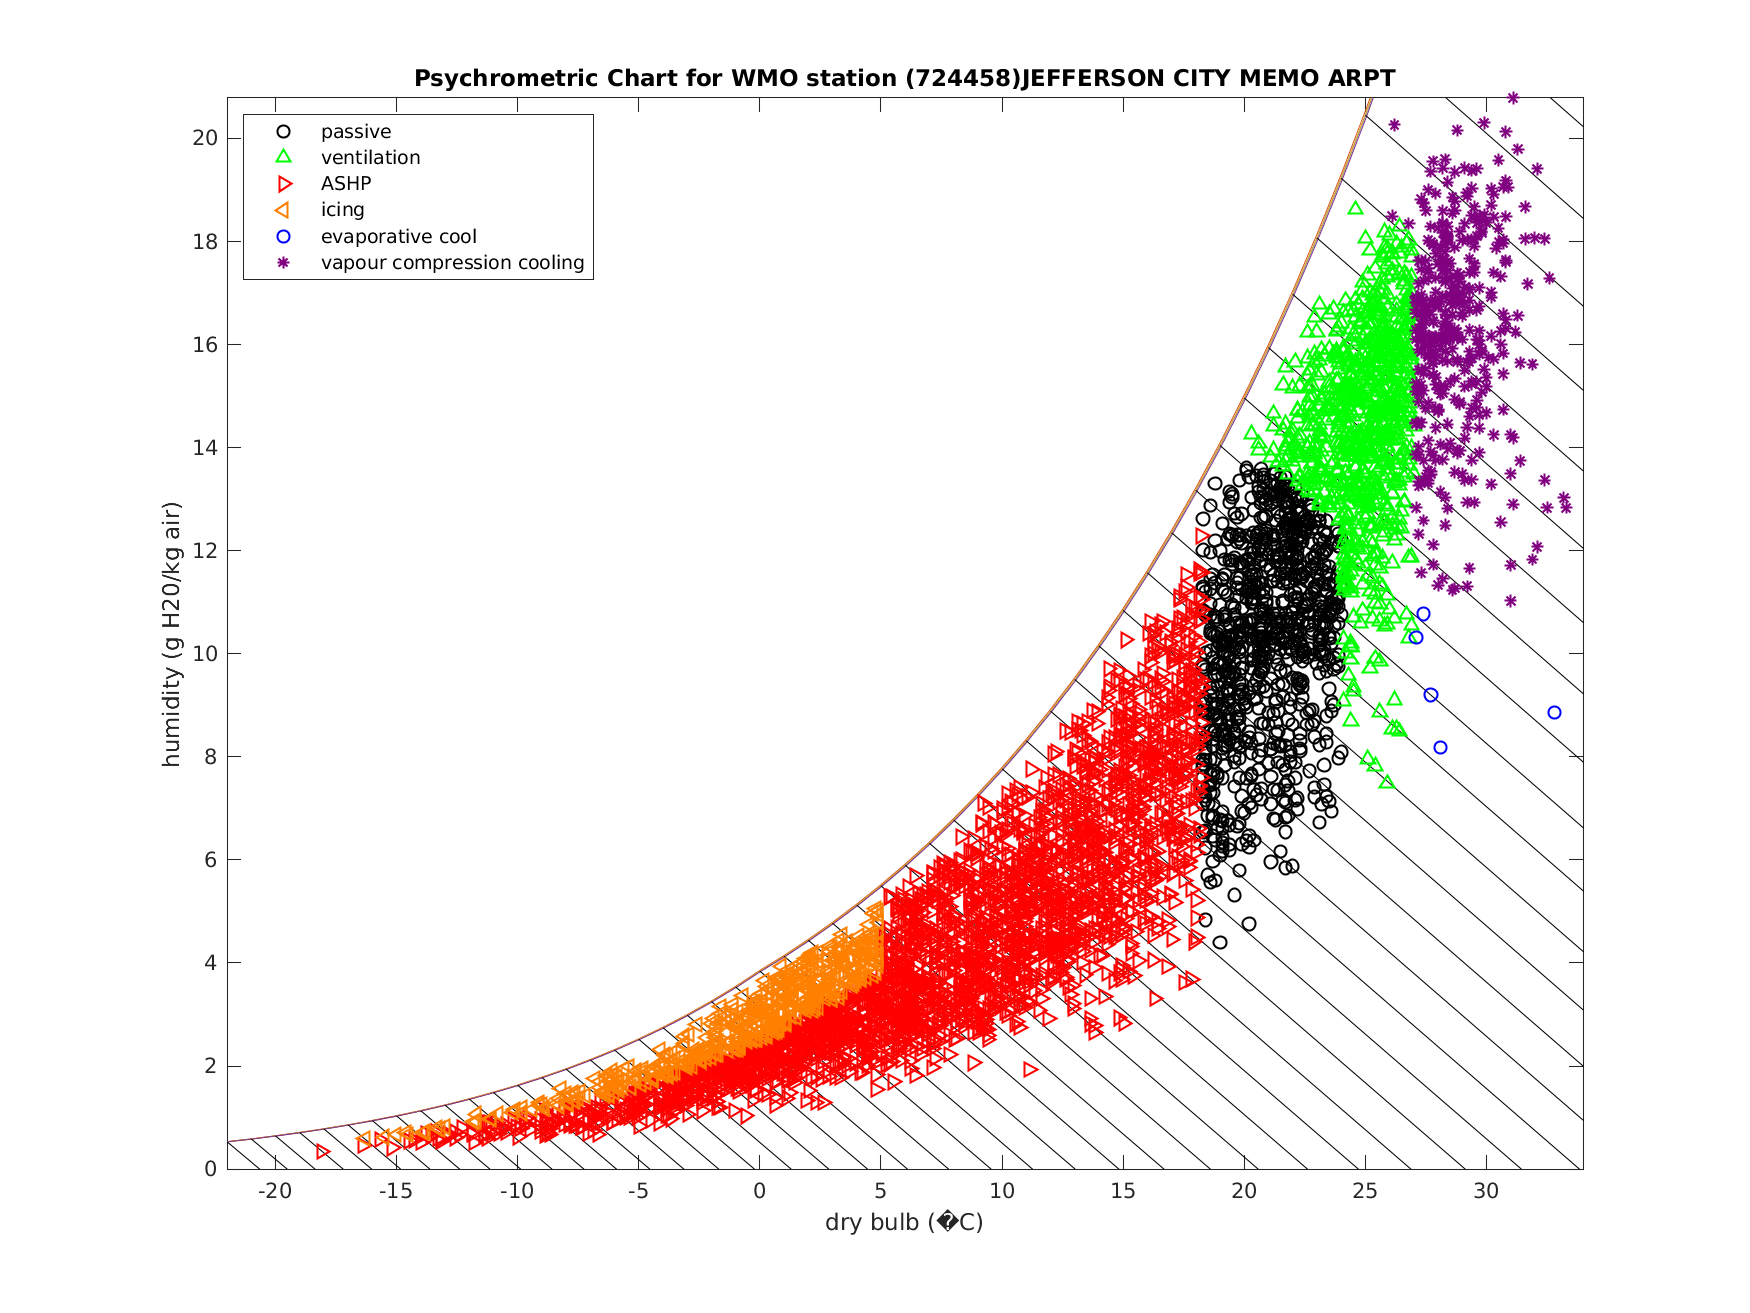 Psychrometric Chart for WMO station (724458)JEFFERSON CITY MEMO ARPT
passive
ventilation
ASHP
icing
evaporative cool
vapour compression cooling
humidity (g H20/kg air)
20
18
16
14
12
10
8
6
4
2
0
-20 -15 -10 -5 0 5 10 15 20 25 30
dry bulb (�C)